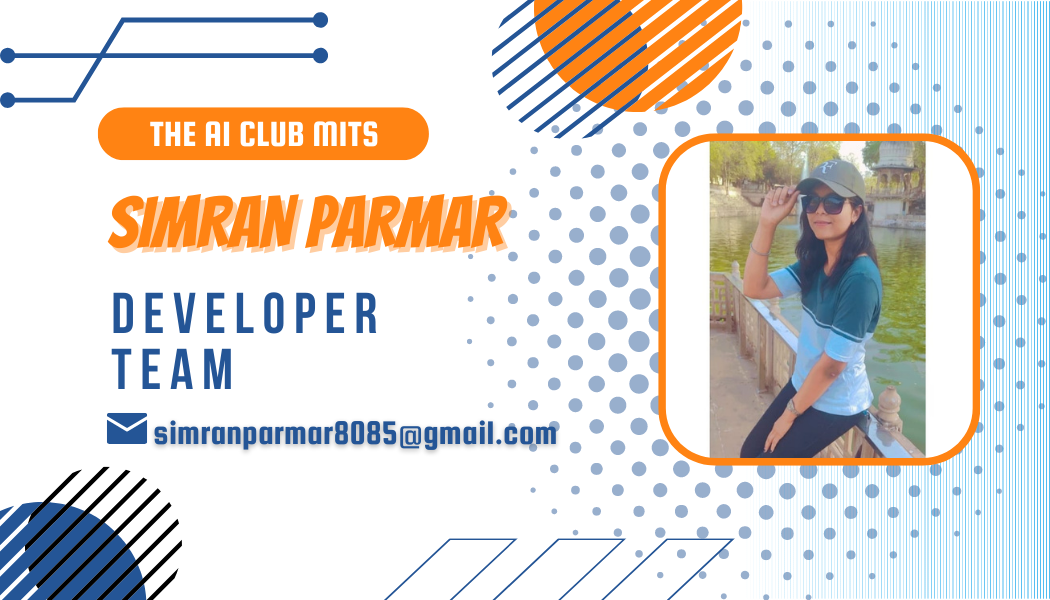 THE AI CLUB MITS
SIMRAN PARMAR
DEVELOPER
TEAM
simranparmar8085@gmail.com